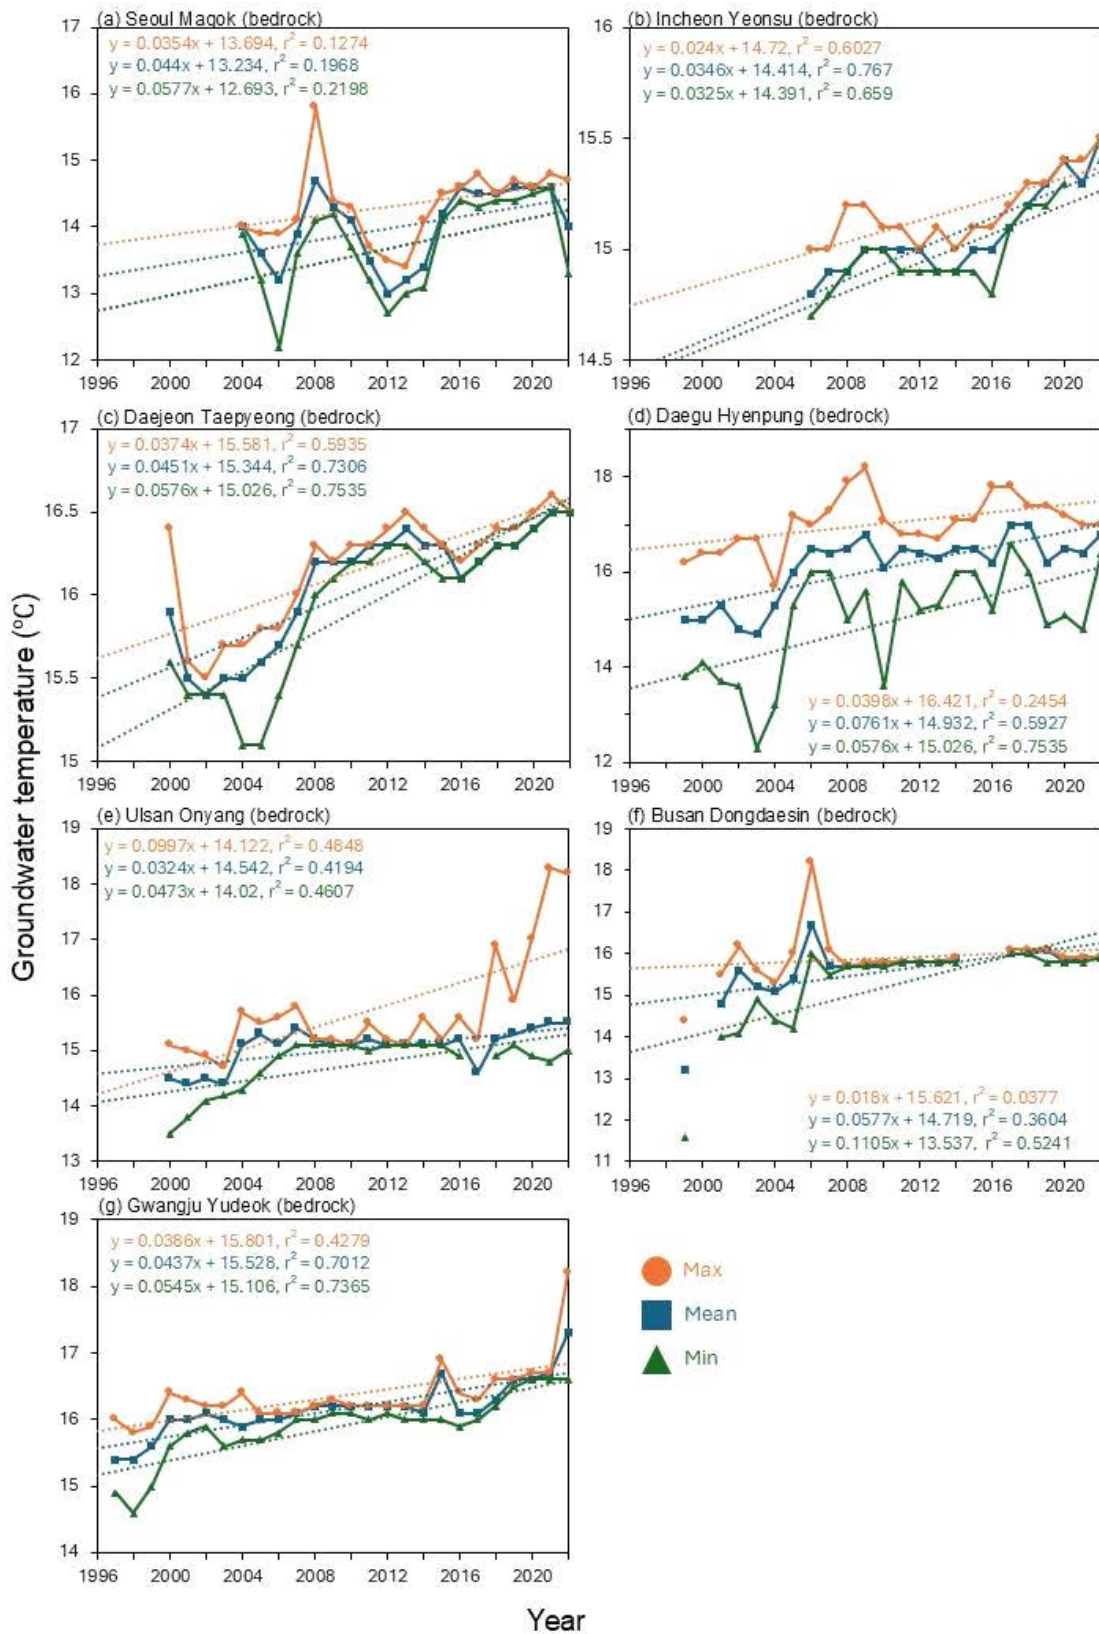 (a) Seoul Magok (bedrock)
17
y = 0.0354x + 13.694, r² = 0.1274
y = 0.044x + 13.234, r² = 0.1968
y = 0.0577x + 12.693, r² = 0.2198
16
15
14
13
12
1996 2000 2004 2008 2012 2016 2020
(b) Incheon Yeonsu (bedrock)
16
y = 0.024x + 14.72, r² = 0.6027
y = 0.0346x + 14.414, r² = 0.767
y = 0.0325x + 14.391, r² = 0.659
15.5
15
14.5
1996 2000 2004 2008 2012 2016 2020
(c) Daejeon Taepyeong (bedrock)
17
y = 0.0374x + 15.581, r² = 0.5935
y = 0.0451x + 15.344, r² = 0.7306
y = 0.0576x + 15.026, r² = 0.7535
16.5
16
15.5
15
1996 2000 2004 2008 2012 2016 2020
(d) Daegu Hyenpung (bedrock)
18
16
14
12
y = 0.0398x + 16.421, r² = 0.2454
y = 0.0761x + 14.932, r² = 0.5927
y = 0.0576x + 15.026, r² = 0.7535
1996 2000 2004 2008 2012 2016 2020
Groundwater temperature (°C)
(e) Ulsan Onyang (bedrock)
19
y = 0.0997x + 14.122, r² = 0.4848
y = 0.0324x + 14.542, r² = 0.4194
y = 0.0473x + 14.02, r² = 0.4607
18
17
16
15
14
13
1996 2000 2004 2008 2012 2016 2020
(f) Busan Dongdaesin (bedrock)
19
18
17
16
15
14
13
12
11
y = 0.018x + 15.621, r² = 0.0377
y = 0.0577x + 14.719, r² = 0.3604
y = 0.1105x + 13.537, r² = 0.5241
1996 2000 2004 2008 2012 2016 2020
(g) Gwangju Yudeok (bedrock)
19
y = 0.0386x + 15.801, r² = 0.4279
y = 0.0437x + 15.528, r² = 0.7012
y = 0.0545x + 15.106, r² = 0.7365
18
17
16
15
14
1996 2000 2004 2008 2012 2016 2020
Max
Mean
Min
Year